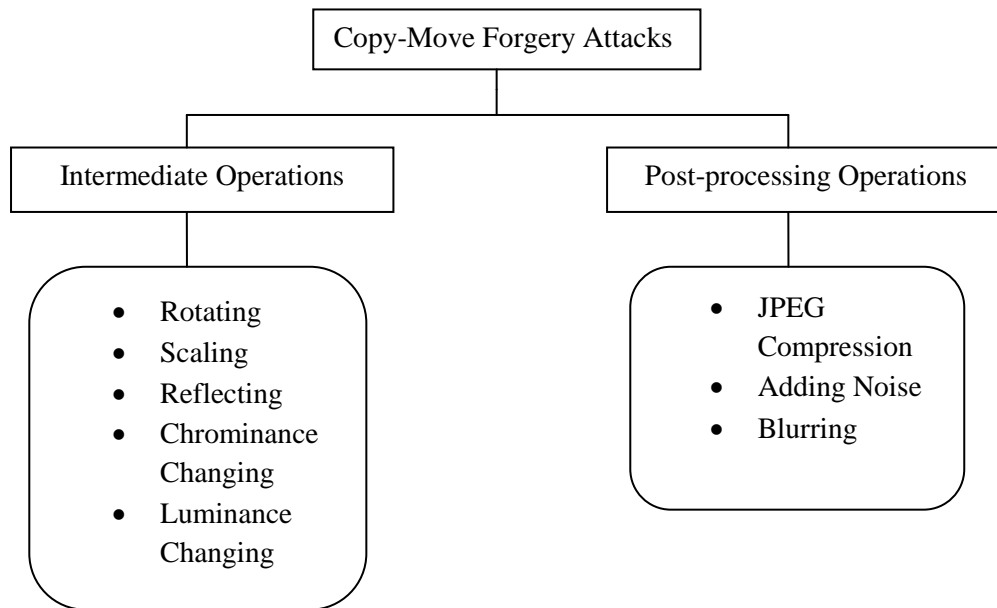 Copy-Move Forgery Attacks
Intermediate Operations
Post-processing Operations
• Rotating
• Scaling
• Reflecting
• Chrominance
Changing
• Luminance
Changing
• JPEG
Compression
• Adding Noise
• Blurring